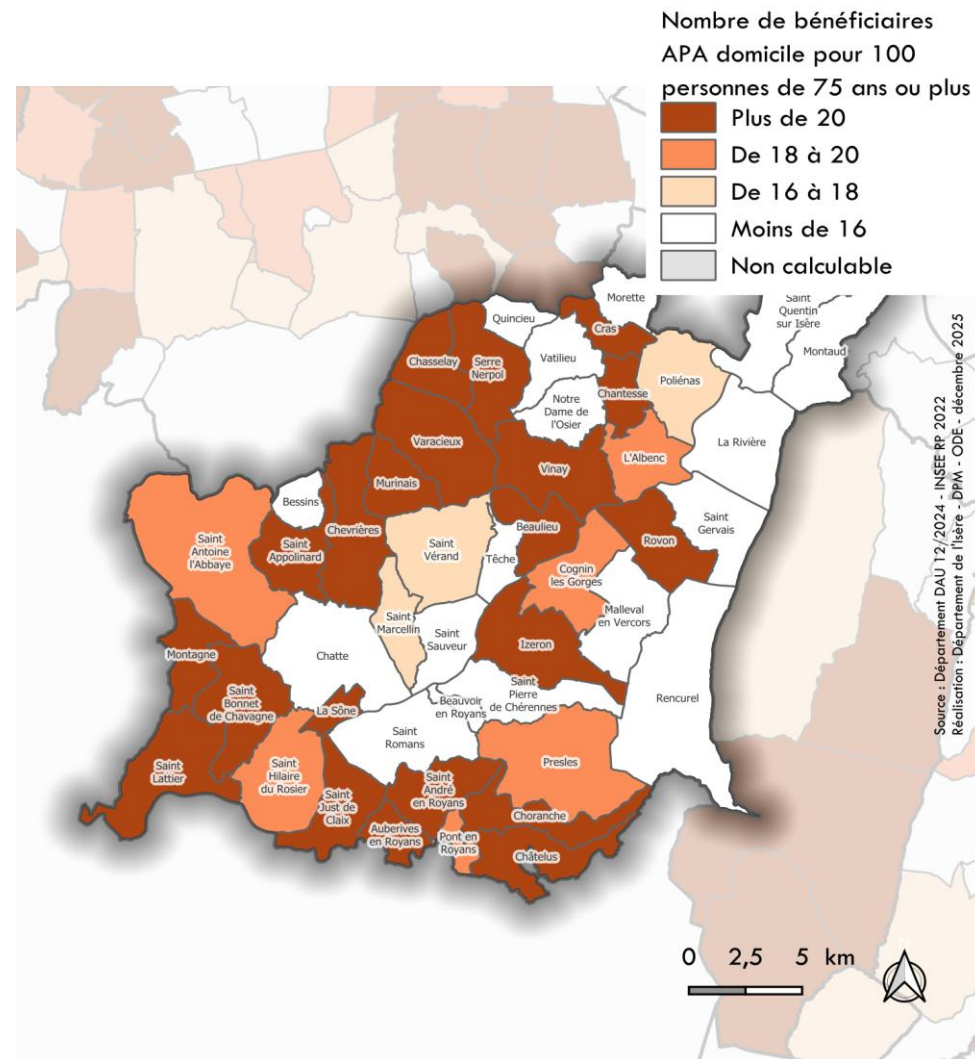 Nombre de bénéficiaires
APA domicile pour 100
personnes de 75 ans ou plus
Plus de 20
De 18 à 20
De 16 à 18
Moins de 16
Non calculable
Morette
Saint
Quentin
sur Isère
Quincieu
Cras
Montaud
Chasselay
Serre
Nerpol
Vatilieu
Poliénas
Chantesse
Notre
Dame de
l'Osier
La Rivière
Varacieux
L'Albenc
Vinay
Murinais
Bessins
Saint
Gervais
Chevrières
Beaulieu
Rovon
Saint
Antoine
l'Abbaye
Saint
Appolinard
Saint
Vérand
Têche
Cognin
les Gorges
Malleval
en Vercors
Saint
Marcellin
Saint
Sauveur
Izeron
Montagne
Chatte
Saint
Pierre
de Chérennes
Rencurel
Saint
Bonnet
de Chavagne
La Sône
Beauvoir
en Royans
Saint
Romans
Saint
Lattier
Saint
Hilaire
du Rosier
Presles
Saint
André
en Royans
Saint
Just de
Claix
Choranche
Auberives
en Royans
Pont en
Royans
Châtelus
0 2,5 5 km
N
Source : Département DAU 12/2024 - INSEE RP 2022
Réalisation : Département de l'Isère - DPM - ODE - décembre 2025